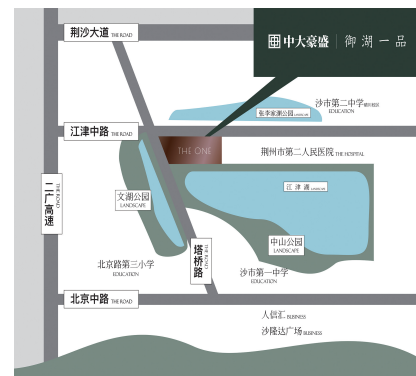 荆沙大道 THE ROAD
中大豪盛 御湖一品
沙市第二中学
EDUCATION
张李家渊公园 LANDSCAPE
江津中路 THE ROAD
THE ONE
荆州市第二人民医院 THE HOSPITAL
二广高速 THE ROAD
江津湖 LANDSCAPE
文湖公园
LANDSCAPE
中山公园
LANDSCAPE
塔桥路 THE ROAD
北京路第三小学
EDUCATION
沙市第一中学
EDUCATION
北京中路 THE ROAD
人信汇 BUSINESS
沙隆达广场 BUSINESS